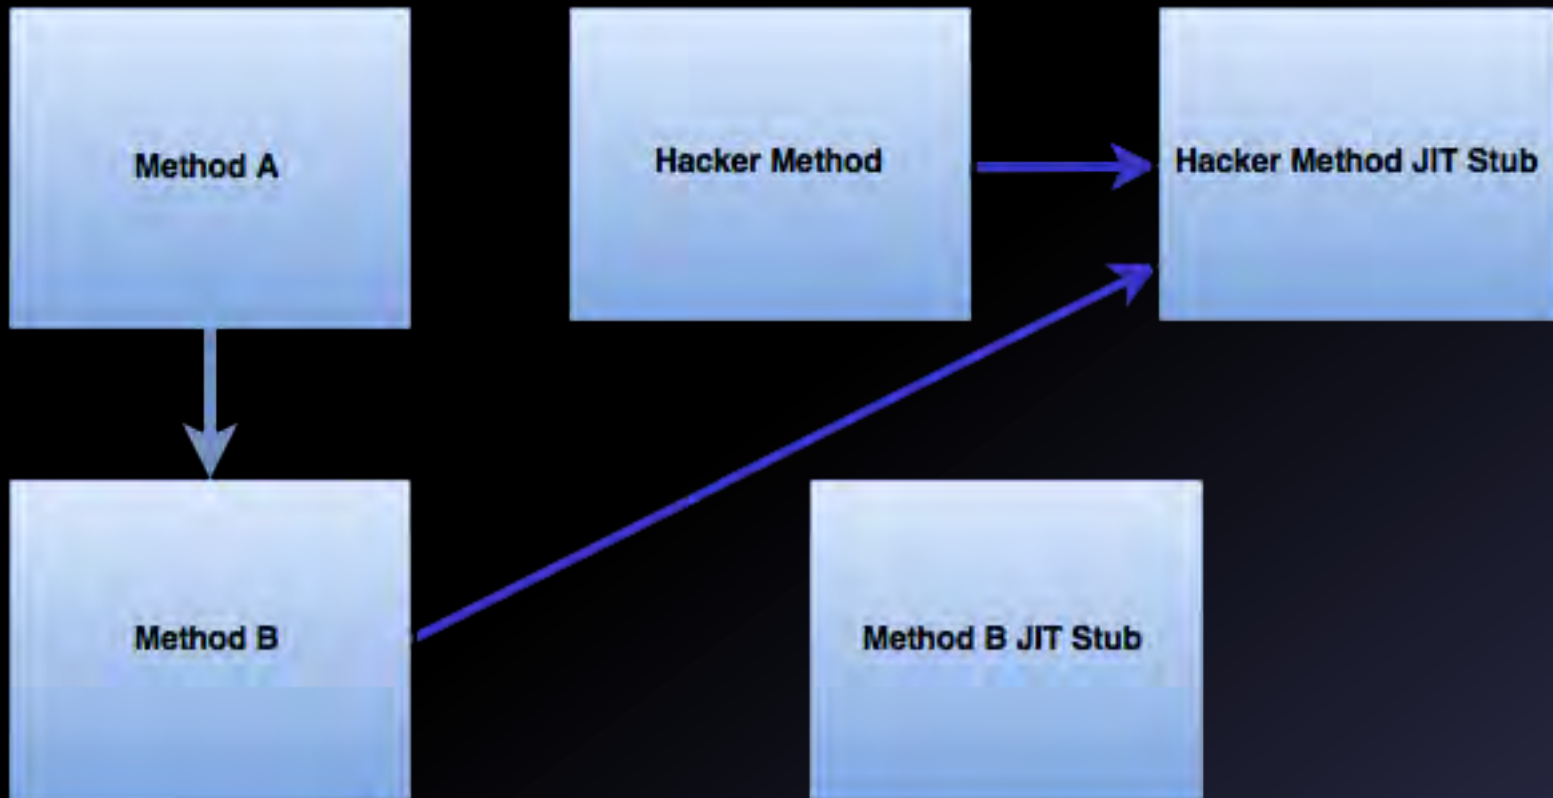 Method A
Hacker Method
Hacker Method JIT Stub
Method B
Method B JIT Stub